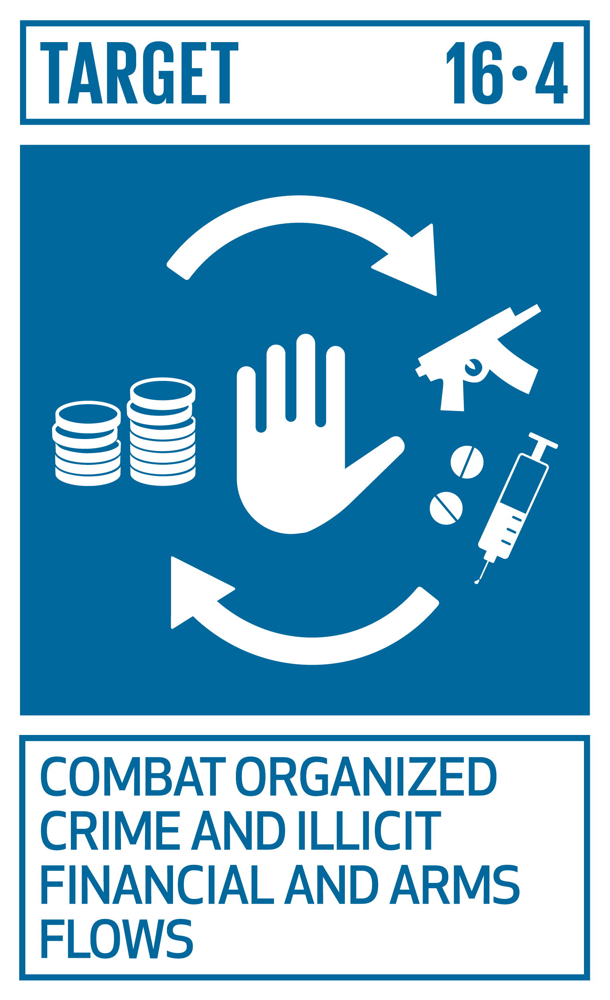 TARGET 16•4
COMBAT ORGANIZED
CRIME AND ILLICIT
FINANCIAL AND ARMS
FLOWS